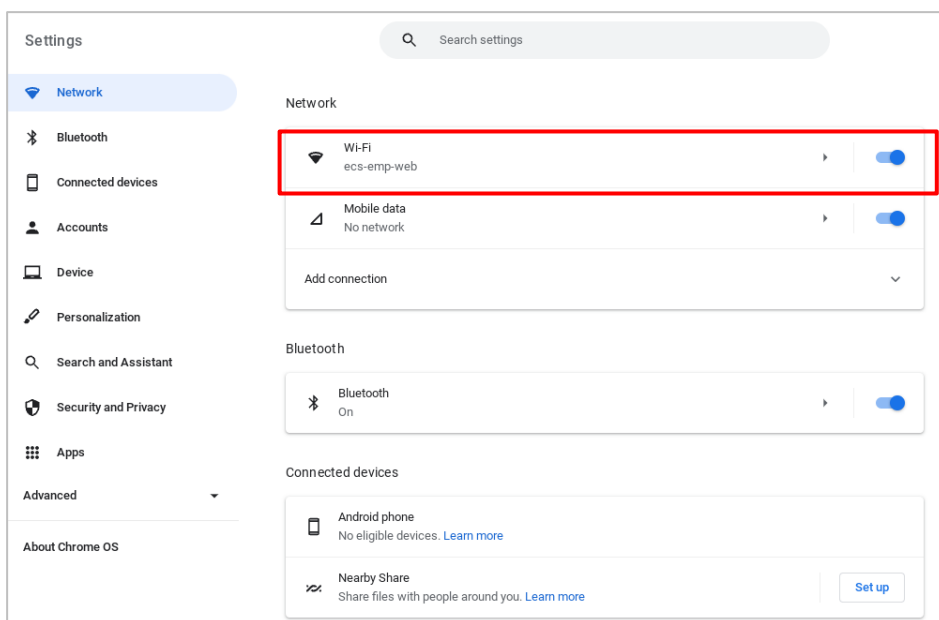 Settings
Search settings
Network
Bluetooth
Connected devices
Accounts
Device
Personalization
Search and Assistant
Security and Privacy
Apps
Advanced
About Chrome OS
Network
Wi-Fi
ecs-emp-web
Mobile data
No network
Add connection
Bluetooth
Bluetooth
On
Connected devices
Android phone
No eligible devices. Learn more
Nearby Share
Share files with people around you. Learn more
Set up